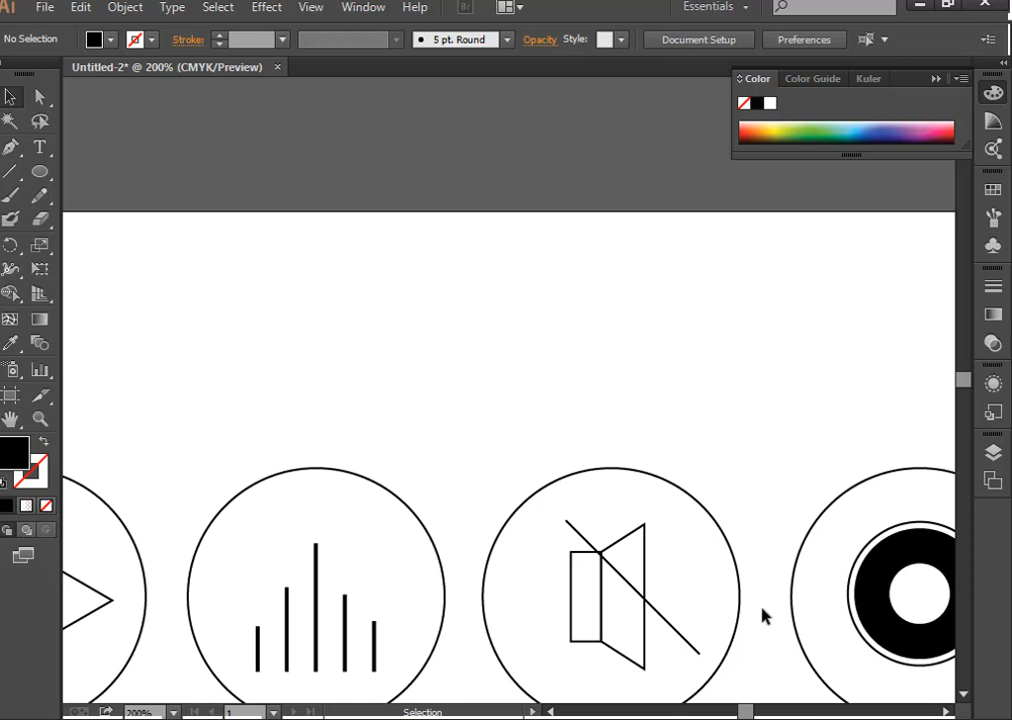 Ai File Edit Object Type Select Effect View Window Help Br Essentials
No Selection Stroke: 5 pt. Round Opacity Style: Document Setup Preferences
Untitled-2* @ 200% (CMYK/Preview) ×
Color Color Guide Kuler
T
200% 1 Selection